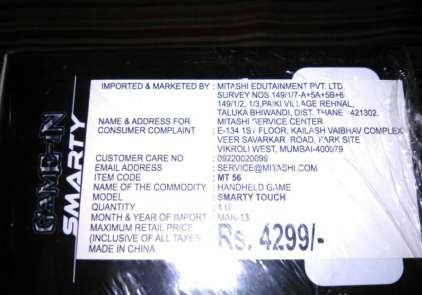 GAME-IN
SMARTY
IMPORTED & MARKETED BY : MITASHI EDUTAINMENT PVT. LTD.
SURVEY NOS.149/1/7-A+5A+5B+6
149/1/2, 1/3, VILLAGE REHNAL,
TALUKA BHIWANDI, DIST. THANE - 421302.
NAME & ADDRESS FOR : MITASHI SERVICE CENTER
CONSUMER COMPLAINT E-134 1ST FLOOR, KAILASH VAIBHAV COMPLEX
VEER SAVARKAR ROAD, PARK SITE
VIKROLI WEST, MUMBAI-400079
CUSTOMER CARE NO : 09220020099
EMAIL ADDRESS : SERVICE@MITASHI.COM
ITEM CODE : MT 56
NAME OF THE COMMODITY : HANDHELD GAME
MODEL : SMARTY TOUCH
QUANTITY : 1 U
MONTH & YEAR OF IMPORT : MAR-13
MAXIMUM RETAIL PRICE : Rs. 4299/-
(INCLUSIVE OF ALL TAXES
MADE IN CHINA